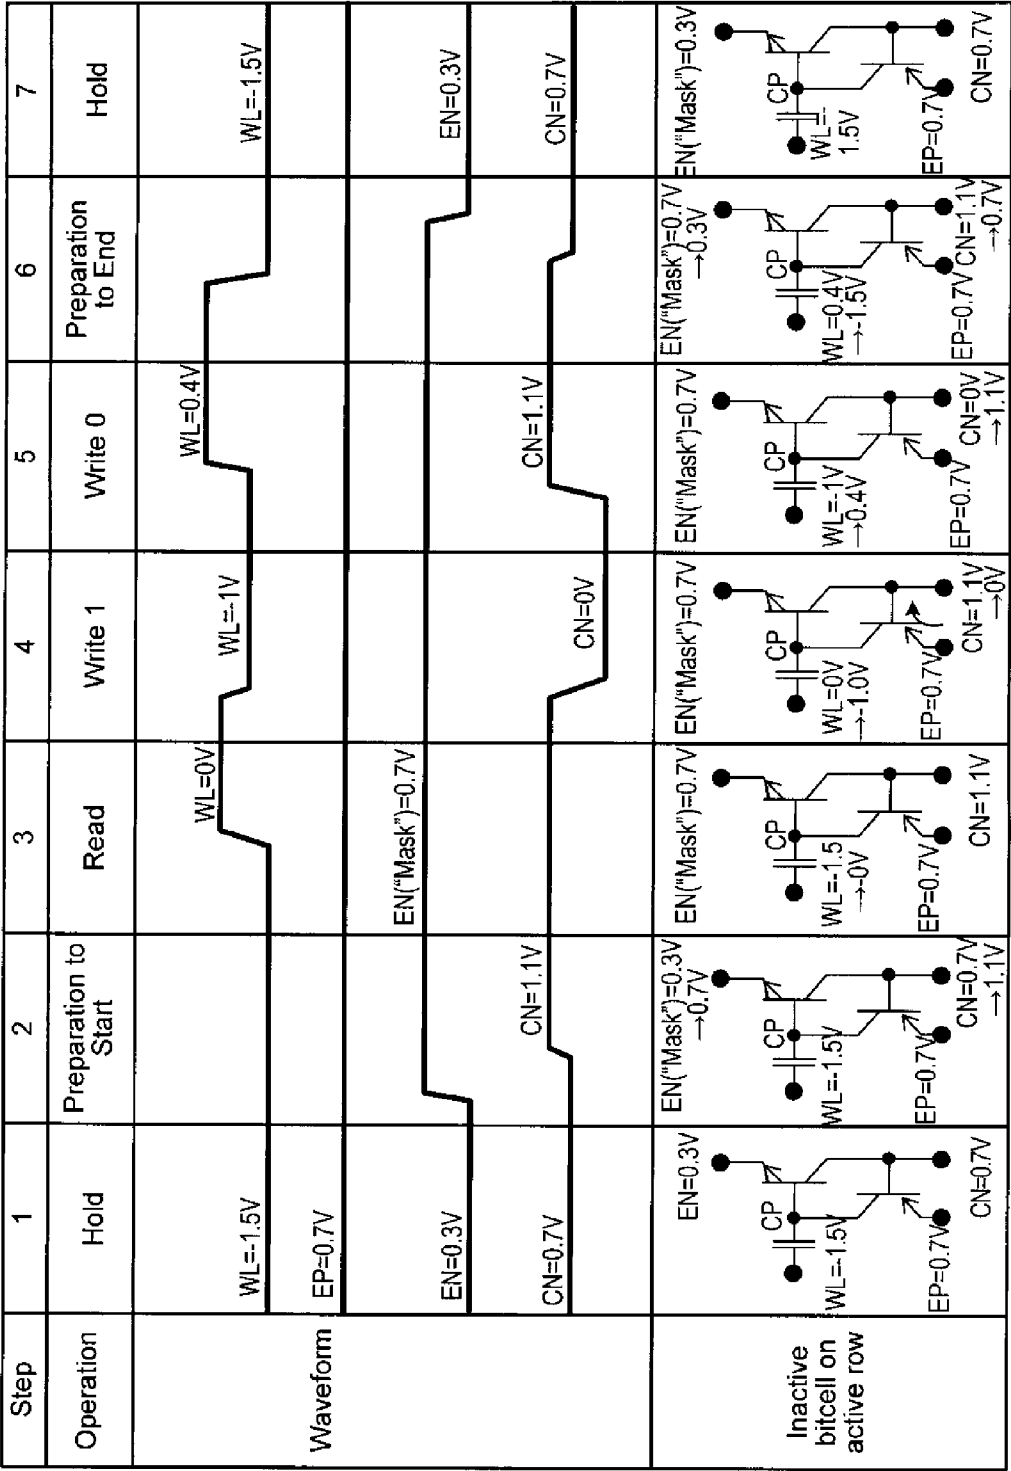 Step
1
2
3
4
5
6
7
Operation
Hold
Preparation to
Start
Read
Write 1
Write 0
Preparation
to End
Hold
Waveform
WL=-1.5V
WL=0V
WL=-1V
WL=0.4V
WL=-1.5V
EP=0.7V
EN=0.3V
EN("Mask")=0.7V
EN=0.3V
CN=0.7V
CN=1.1V
CN=0V
CN=1.1V
CN=0.7V
Inactive
bitcell on
active row
EN=0.3V
CP
WL=-1.5V
EP=0.7V
CN=0.7V
EN("Mask")=0.3V
→0.7V
CP
WL=-1.5V
EP=0.7V
CN=0.7V
→1.1V
EN("Mask")=0.7V
CP
WL=-1.5
→0V
EP=0.7V
CN=1.1V
EN("Mask")=0.7V
CP
WL=0V
→-1.0V
EP=0.7V
CN=1.1V
→0V
EN("Mask")=0.7V
CP
WL=-1V
→0.4V
EP=0.7V
CN=0V
→1.1V
EN("Mask")=0.7V
→0.3V
CP
WL=0.4V
→-1.5V
EP=0.7V
CN=1.1V
→0.7V
EN("Mask")=0.3V
CP
WL=-
1.5V
EP=0.7V
CN=0.7V